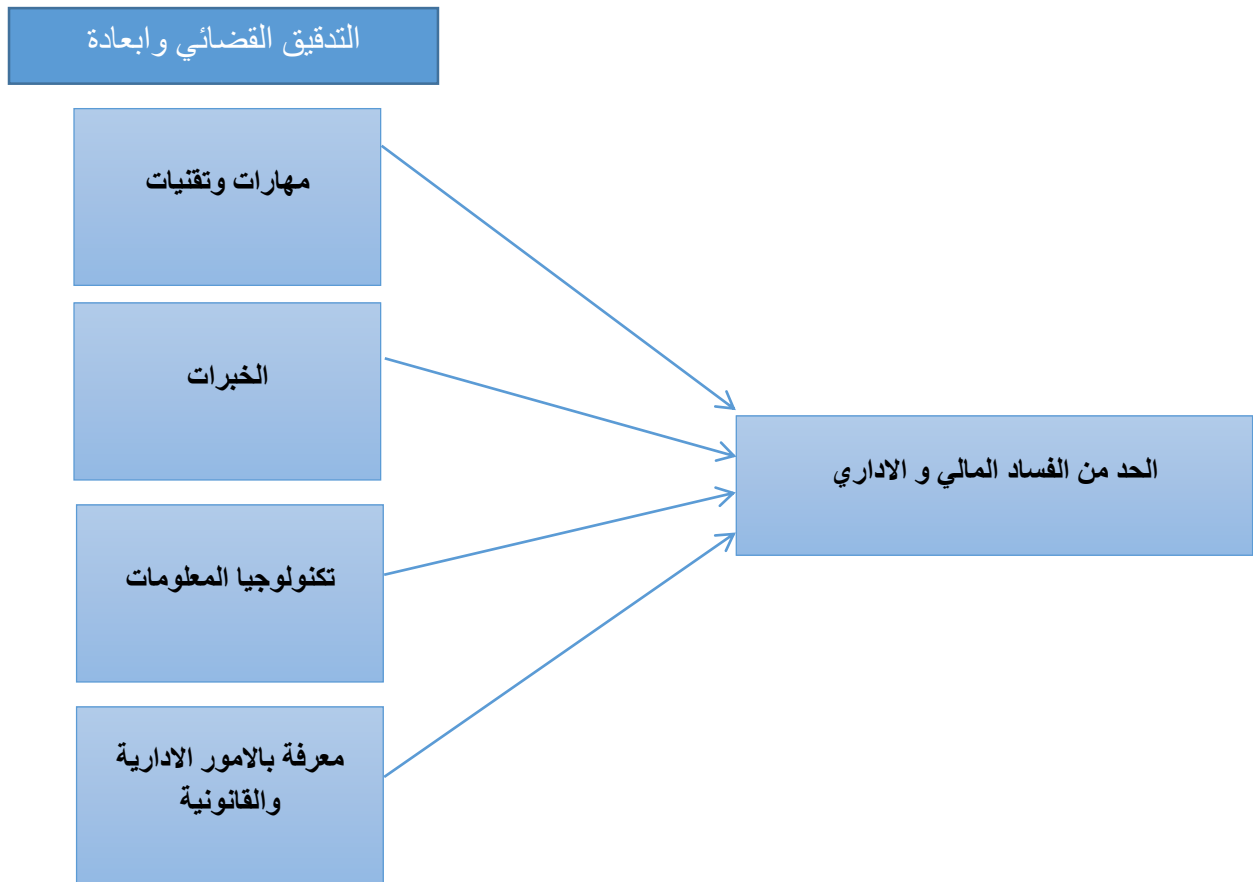 التدقيق القضائي وابعادة
مهارات وتقنيات
الخبرات
الحد من الفساد المالي و الاداري
تكنولوجيا المعلومات
معرفة بالامور الادارية
والقانونية